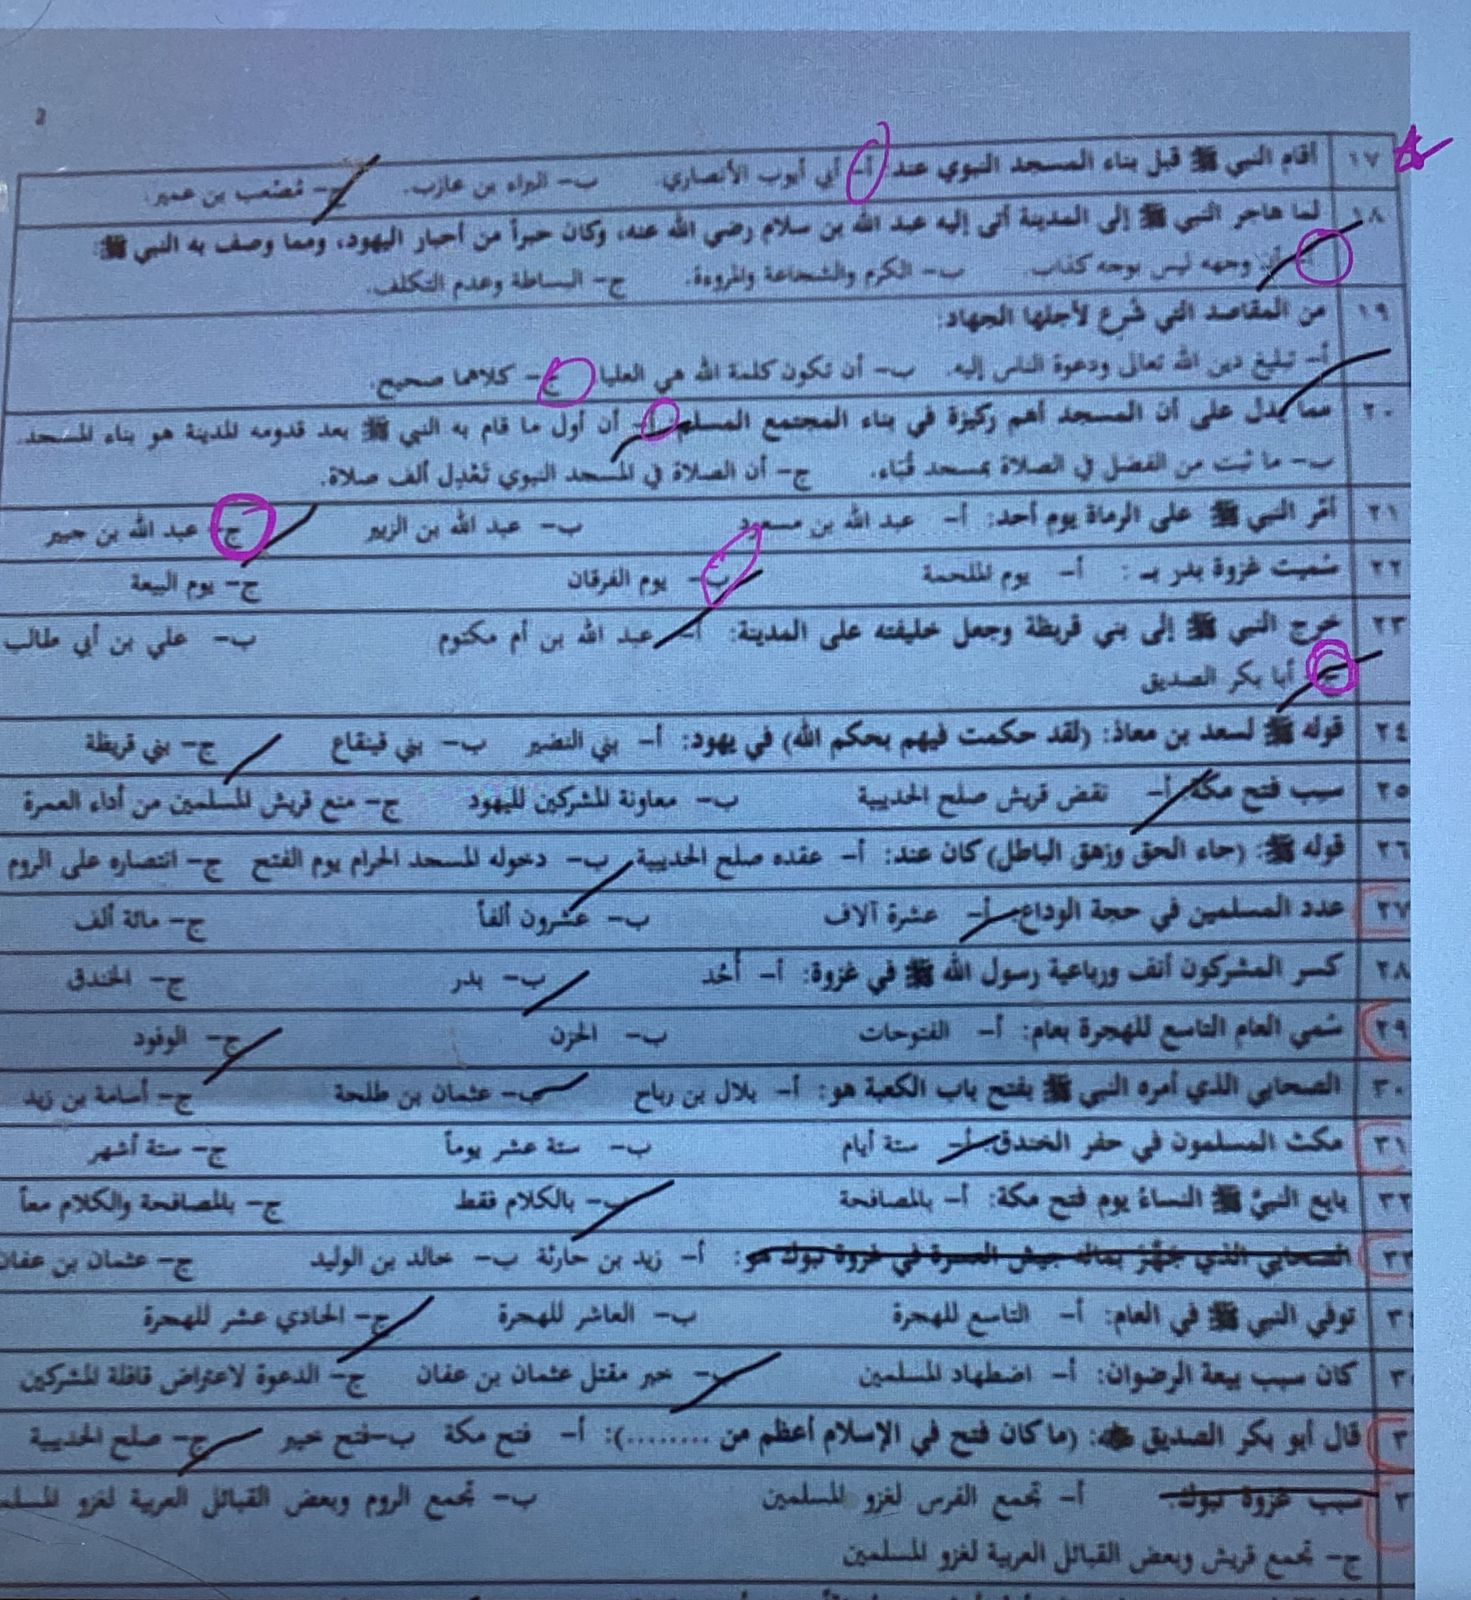 2
١٧ أقام النبي ﷺ قبل بناء المسجد النبوي عند أ- أبي أيوب الأنصاري. ب- البراء بن عازب. ج- مُصْعَب بن عمير.
١٨ لما هاجر النبي ﷺ إلى المدينة أتى إليه عبد الله بن سلام رضي الله عنه، وكان حبراً من أحبار اليهود، ومما وصف به النبي ﷺ:
أ- أن وجهه ليس بوجه كذاب. ب- الكرم والشجاعة والمروءة. ج- البساطة وعدم التكلف.
١٩ من المقاصد التي شُرع لأجلها الجهاد:
أ- تبليغ دين الله تعالى ودعوة الناس إليه. ب- أن تكون كلمة الله هي العليا ج- كلاهما صحيح.
٢٠ مما يدل على أن المسجد أهم ركيزة في بناء المجتمع المسلم أ- أن أول ما قام به النبي ﷺ بعد قدومه المدينة هو بناء المسجد.
ب- ما ثبت من الفضل في الصلاة بمسجد قُبَاء. ج- أن الصلاة في المسجد النبوي تَعْدِل ألف صلاة.
٢١ أمّر النبي ﷺ على الرماة يوم أحد: أ- عبد الله بن مسعود ب- عبد الله بن الزبير ج- عبد الله بن جبير
٢٢ سُميت غزوة بدر بـ : أ- يوم الملحمة ب- يوم الفرقان ج- يوم البيعة
٢٣ خرج النبي ﷺ إلى بني قريظة وجعل خليفته على المدينة: أ- عبد الله بن أم مكتوم ب- علي بن أبي طالب
ج- أبا بكر الصديق
٢٤ قوله ﷺ لسعد بن معاذ: (لقد حكمت فيهم بحكم الله) في يهود: أ- بني النضير ب- بني قينقاع ج- بني قريظة
٢٥ سبب فتح مكة أ- نقض قريش صلح الحديبية ب- معاونة المشركين لليهود ج- منع قريش المسلمين من أداء العمرة
٢٦ قوله ﷺ: (جاء الحق وزهق الباطل) كان عند: أ- عقده صلح الحديبية ب- دخوله المسجد الحرام يوم الفتح ج- انتصاره على الروم
٢٧ عدد المسلمين في حجة الوداع: أ- عشرة آلاف ب- عشرون ألفاً ج- مائة ألف
٢٨ كسر المشركون أنف ورباعية رسول الله ﷺ في غزوة: أ- أُحُد ب- بدر ج- الخندق
٢٩ سُمي العام التاسع للهجرة بعام: أ- الفتوحات ب- الحزن ج- الوفود
٣٠ الصحابي الذي أمره النبي ﷺ بفتح باب الكعبة هو: أ- بلال بن رباح ب- عثمان بن طلحة ج- أسامة بن زيد
٣١ مكث المسلمون في حفر الخندق: أ- ستة أيام ب- ستة عشر يوماً ج- ستة أشهر
٣٢ بايع النبيُّ ﷺ النساءَ يوم فتح مكة: أ- بالمصافحة ب- بالكلام فقط ج- بالمصافحة والكلام معاً
٣٣ الصحابي الذي جهَّز بماله جيش العسرة في غزوة تبوك هو: أ- زيد بن حارثة ب- خالد بن الوليد ج- عثمان بن عفان
٣٤ توفي النبي ﷺ في العام: أ- التاسع للهجرة ب- العاشر للهجرة ج- الحادي عشر للهجرة
٣ كان سبب بيعة الرضوان: أ- اضطهاد المسلمين ب- خبر مقتل عثمان بن عفان ج- الدعوة لاعتراض قافلة المشركين
٣ قال أبو بكر الصديق: (ما كان فتح في الإسلام أعظم من ........): أ- فتح مكة ب-فتح خيبر ج- صلح الحديبية
٣ سبب غزوة تبوك: أ- تجمع الفرس لغزو المسلمين ب- تجمع الروم وبعض القبائل العربية لغزو المسلم
ج- تجمع قريش وبعض القبائل العربية لغزو المسلمين